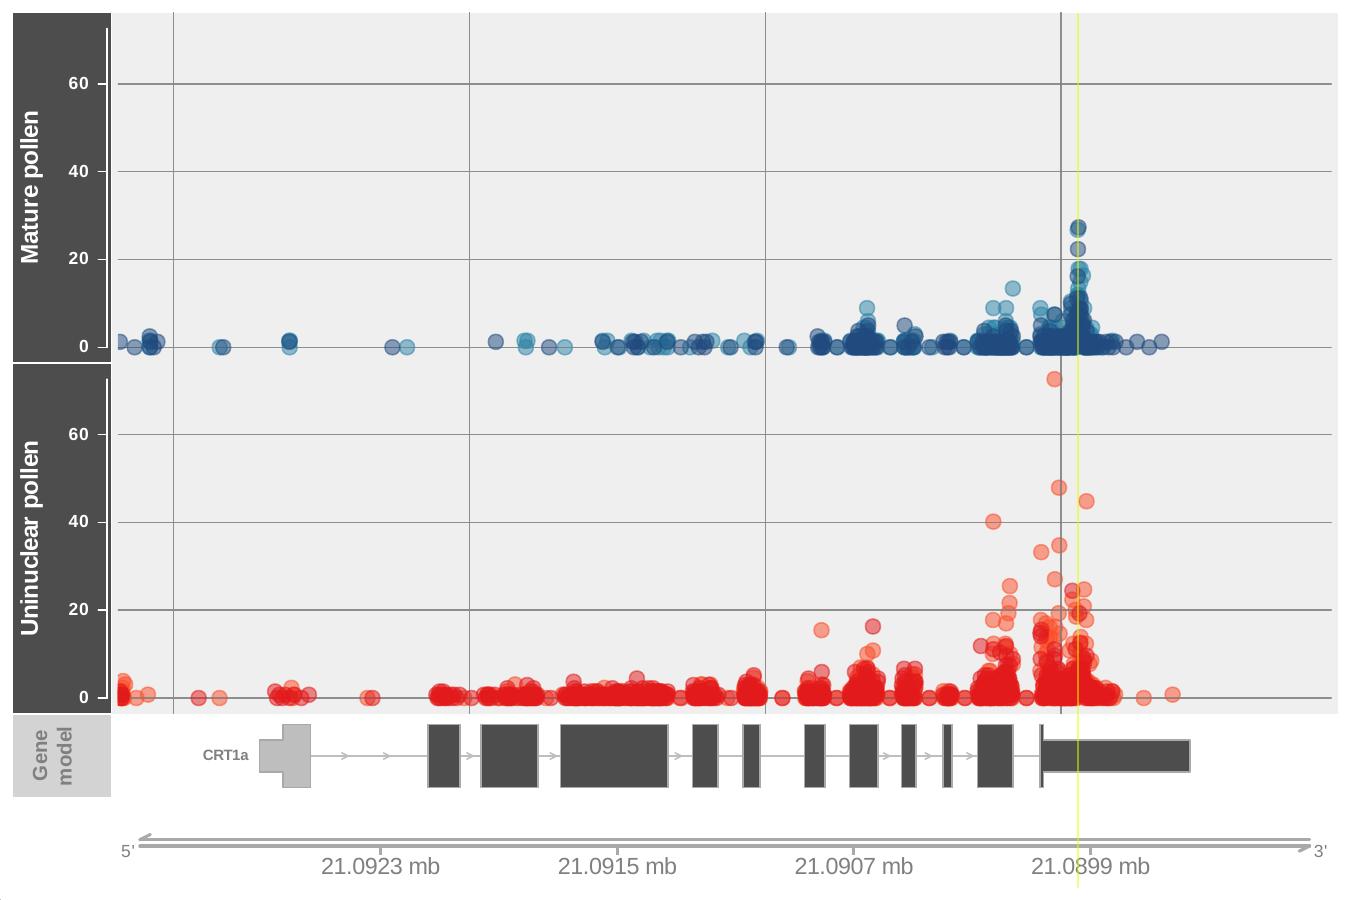 Mature pollen
60
40
20
0
Uninuclear pollen
60
40
20
0
Gene
model
CRT1a
5'
3'
21.0923 mb
21.0915 mb
21.0907 mb
21.0899 mb